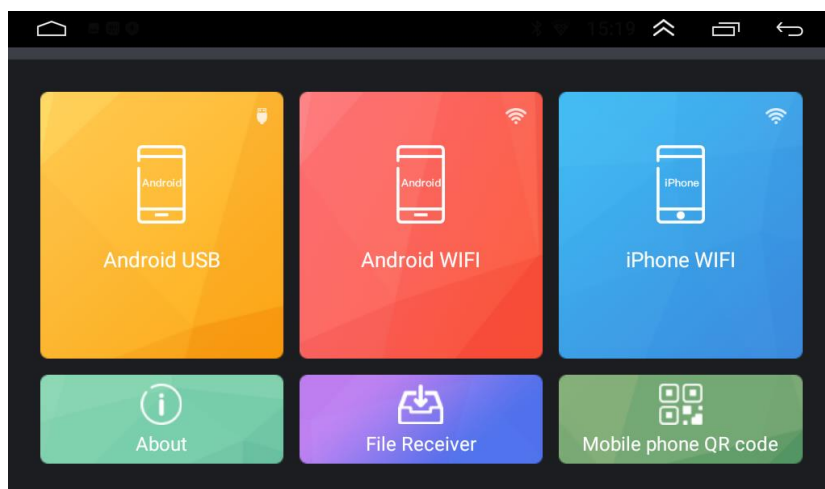 15:19
Android
Android USB
Android
Android WIFI
iPhone
iPhone WIFI
About
File Receiver
Mobile phone QR code